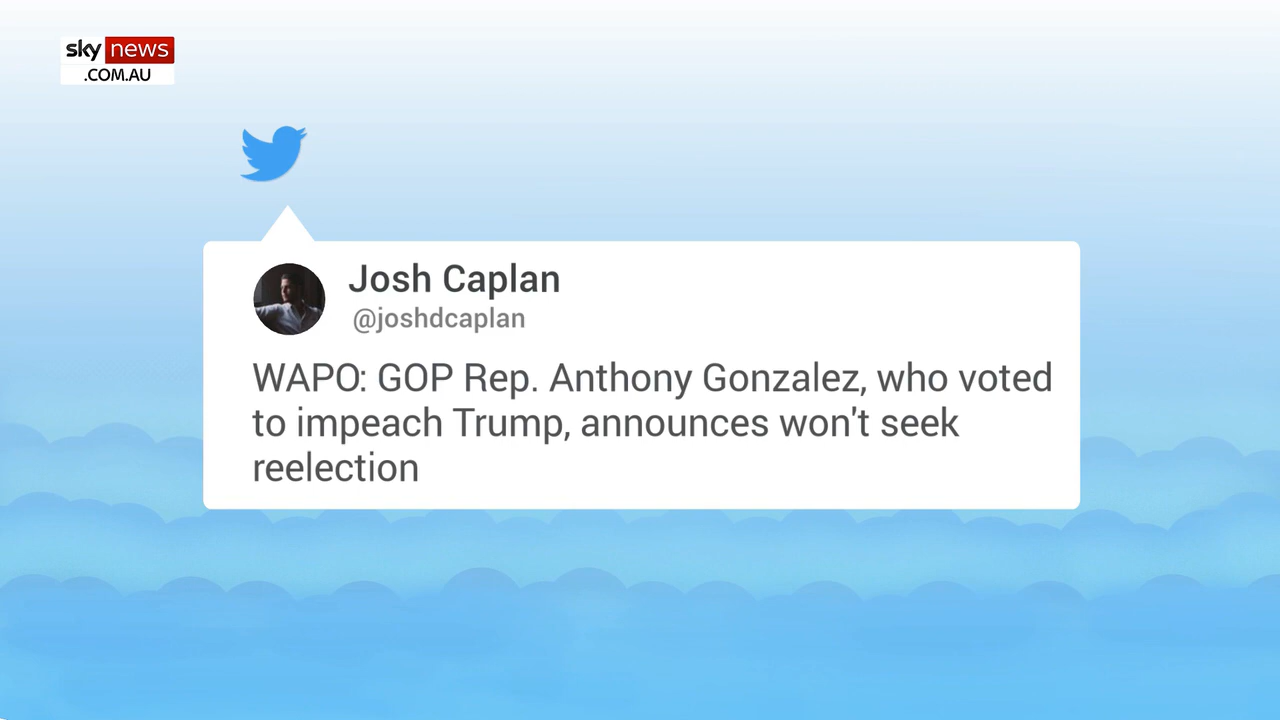 sky news
.COM.AU
Josh Caplan
@joshdcaplan
WAPO: GOP Rep. Anthony Gonzalez, who voted
to impeach Trump, announces won't seek
reelection